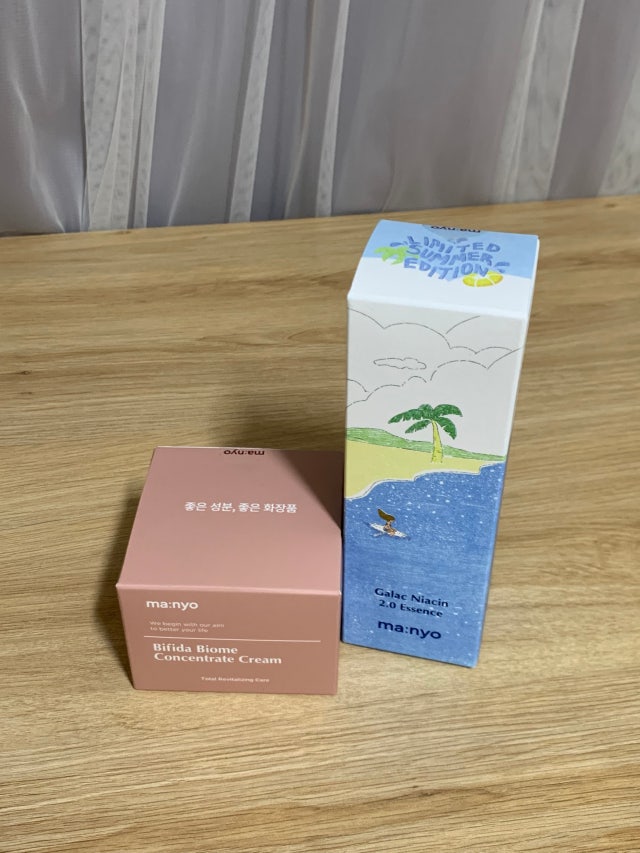 ma:nyo
좋은 성분, 좋은 화장품
ma:nyo
We begin with our aim
to better your life
Bifida Biome
Concentrate Cream
Total Revitalizing Care
ma:nyo
LIMITED
SUMMER
EDITION
Galac Niacin
2.0 Essence
ma:nyo